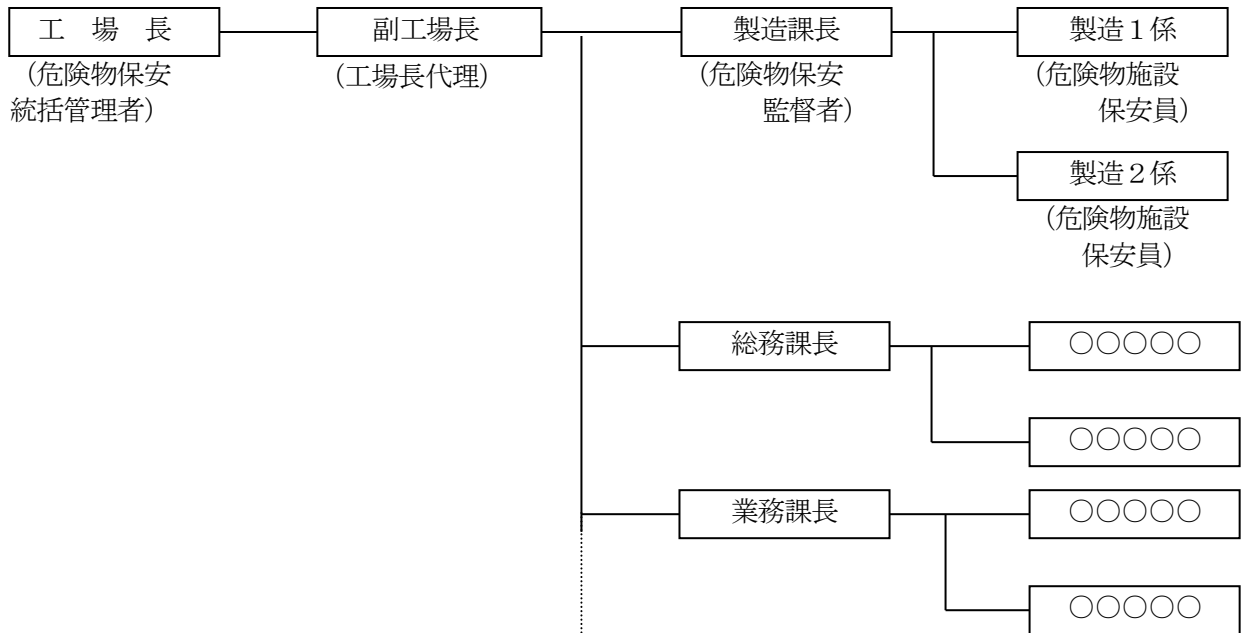 工　場　長
副工場長
製造課長
製造１係
（危険物保安
統括管理者）
（工場長代理）
（危険物保安
監督者）
（危険物施設
保安員）
製造２係
（危険物施設
保安員）
総務課長
○○○○○
○○○○○
業務課長
○○○○○
○○○○○